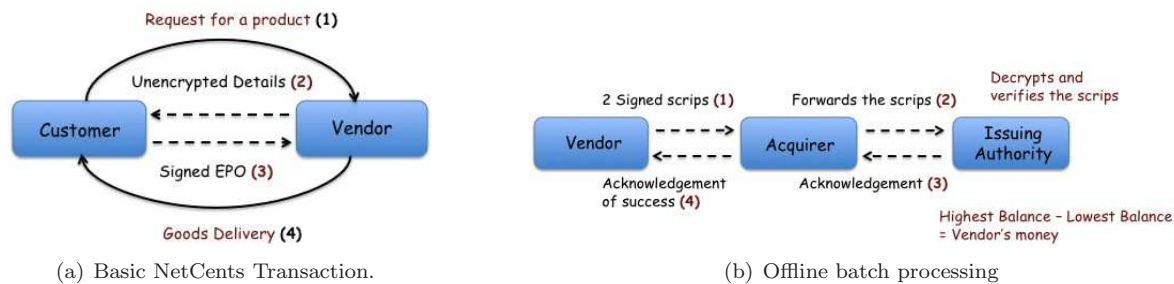 Request for a product (1)
Unencrypted Details (2)
Customer
Vendor
Signed EPO (3)
Goods Delivery (4)
(a) Basic NetCents Transaction.
Decrypts and
verifies the scrips
2 Signed scrips (1)
Forwards the scrips (2)
Vendor
Acquirer
Issuing
Authority
Acknowledgement
of success (4)
Acknowledgement (3)
Highest Balance – Lowest Balance
= Vendor's money
(b) Offline batch processing